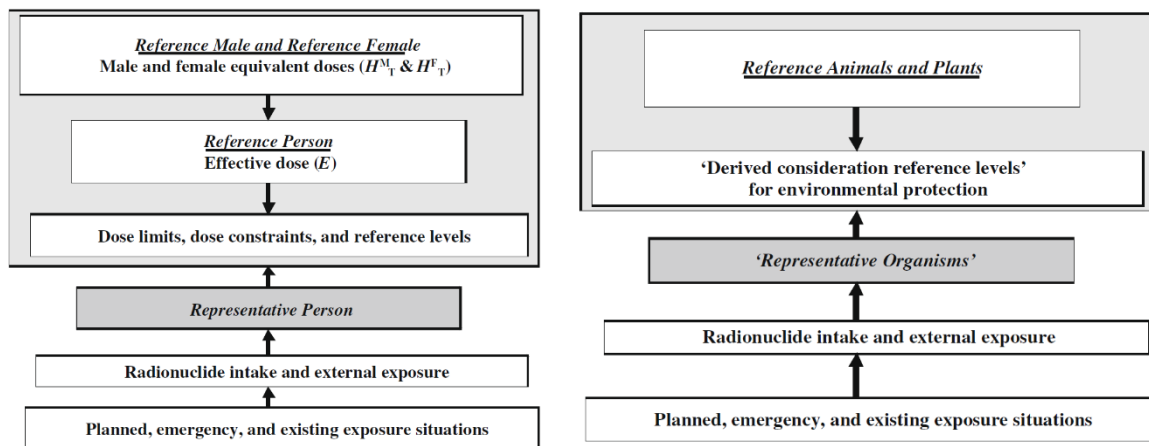 Reference Male and Reference Female
Male and female equivalent doses (H^M_T & H^F_T)
Reference Person
Effective dose (E)
Dose limits, dose constraints, and reference levels
Representative Person
Radionuclide intake and external exposure
Planned, emergency, and existing exposure situations
Reference Animals and Plants
‘Derived consideration reference levels’
for environmental protection
‘Representative Organisms’
Radionuclide intake and external exposure
Planned, emergency, and existing exposure situations